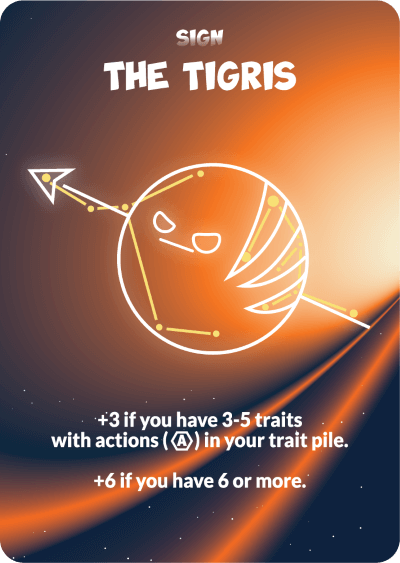 SIGN
THE TIGRIS
+3 if you have 3-5 traits
with actions (A) in your trait pile.
+6 if you have 6 or more.